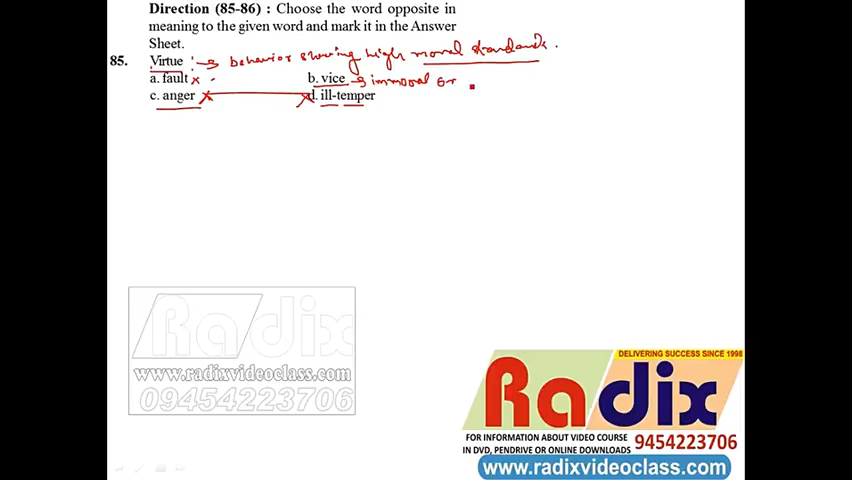 Direction (85-86) : Choose the word opposite in
meaning to the given word and mark it in the Answer
Sheet.
85. Virtue : → behavior showing high moral standards.
a. fault x b. vice → immoral or
c. anger x x d. ill-temper
Radix
www.radixvideoclass.com
09454223706
DELIVERING SUCCESS SINCE 1998
Radix
FOR INFORMATION ABOUT VIDEO COURSE
IN DVD, PENDRIVE OR ONLINE DOWNLOADS 9454223706
www.radixvideoclass.com